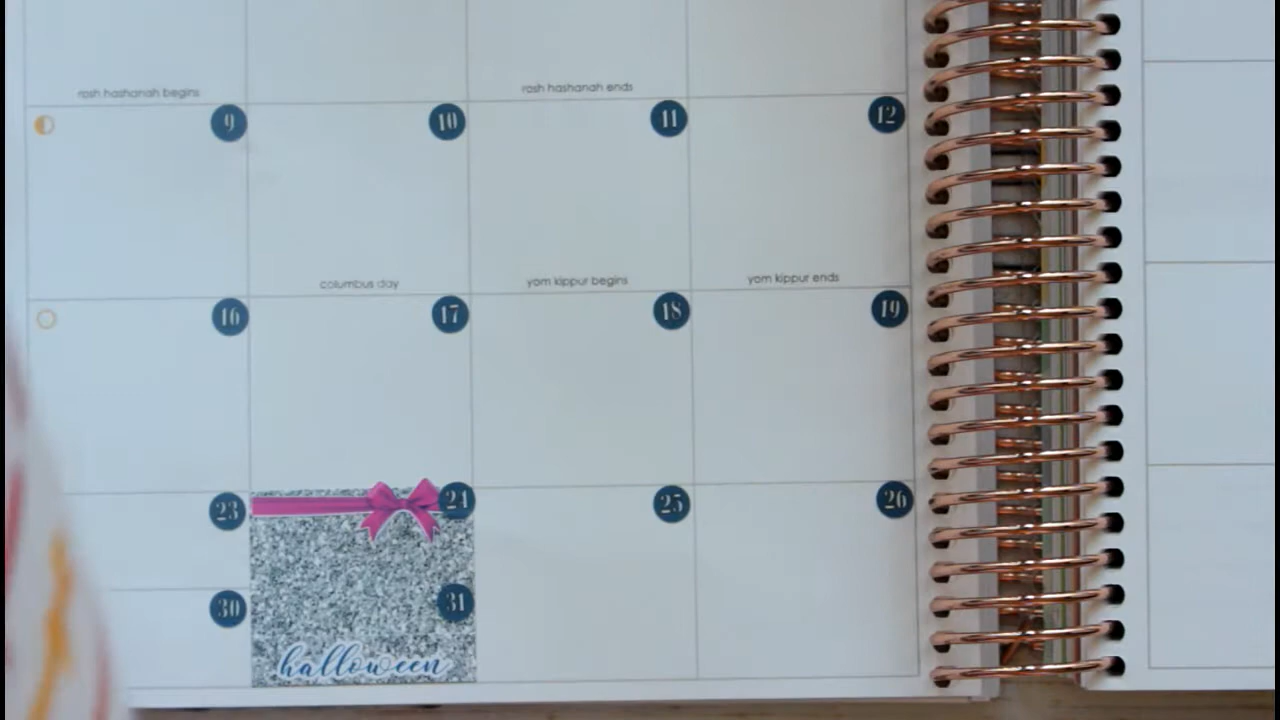 rosh hashanah begins
rosh hashanah ends
9
10
11
12
columbus day
yom kippur begins
yom kippur ends
16
17
18
19
23
24
25
26
30
31
halloween